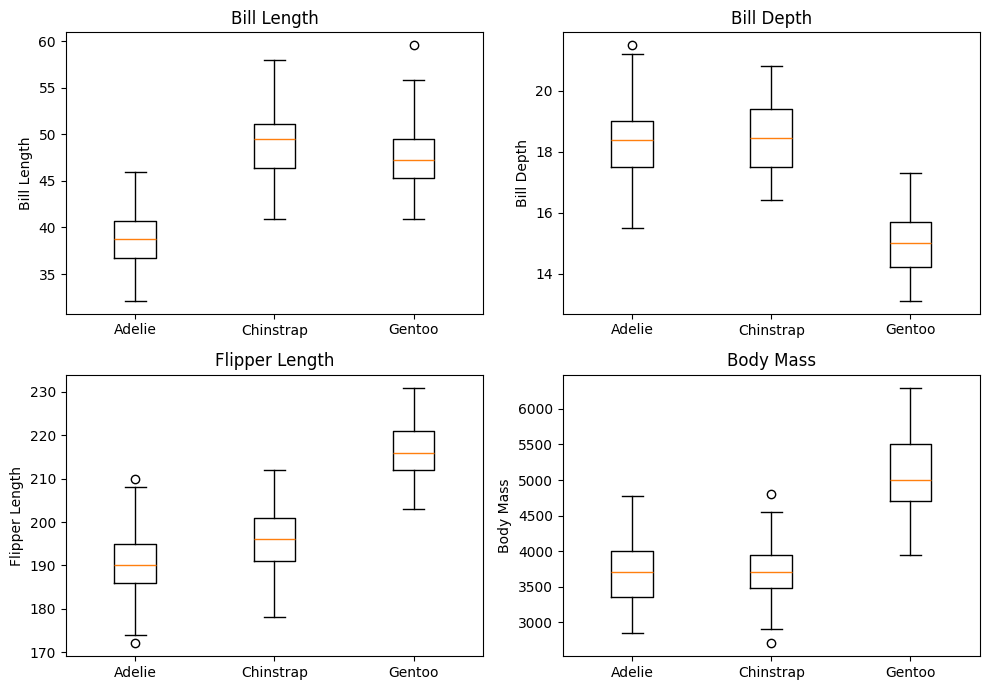 Bill Length
Bill Length
60
55
50
45
40
35
Adelie Chinstrap Gentoo
Bill Depth
Bill Depth
20
18
16
14
Adelie Chinstrap Gentoo
Flipper Length
Flipper Length
230
220
210
200
190
180
170
Adelie Chinstrap Gentoo
Body Mass
Body Mass
6000
5500
5000
4500
4000
3500
3000
Adelie Chinstrap Gentoo